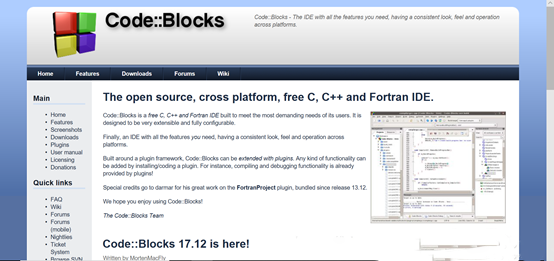 Code::Blocks
Code::Blocks - The IDE with all the features you need, having a consistent look, feel and operation
across platforms.
Home Features Downloads Forums Wiki
Main
Home
Features
Screenshots
Downloads
Plugins
User manual
Licensing
Donations
Quick links
FAQ
Wiki
Forums
Forums
(mobile)
Nightlies
Ticket
System
Browse SVN
The open source, cross platform, free C, C++ and Fortran IDE.
Code::Blocks is a free C, C++ and Fortran IDE built to meet the most demanding needs of its users. It is
designed to be very extensible and fully configurable.
Finally, an IDE with all the features you need, having a consistent look, feel and operation across
platforms.
Built around a plugin framework, Code::Blocks can be extended with plugins. Any kind of functionality can
be added by installing/coding a plugin. For instance, compiling and debugging functionality is already
provided by plugins!
Special credits go to darmar for his great work on the FortranProject plugin, bundled since release 13.12.
We hope you enjoy using Code::Blocks!
The Code::Blocks Team
Code::Blocks 17.12 is here!
Written by MortenMacFly